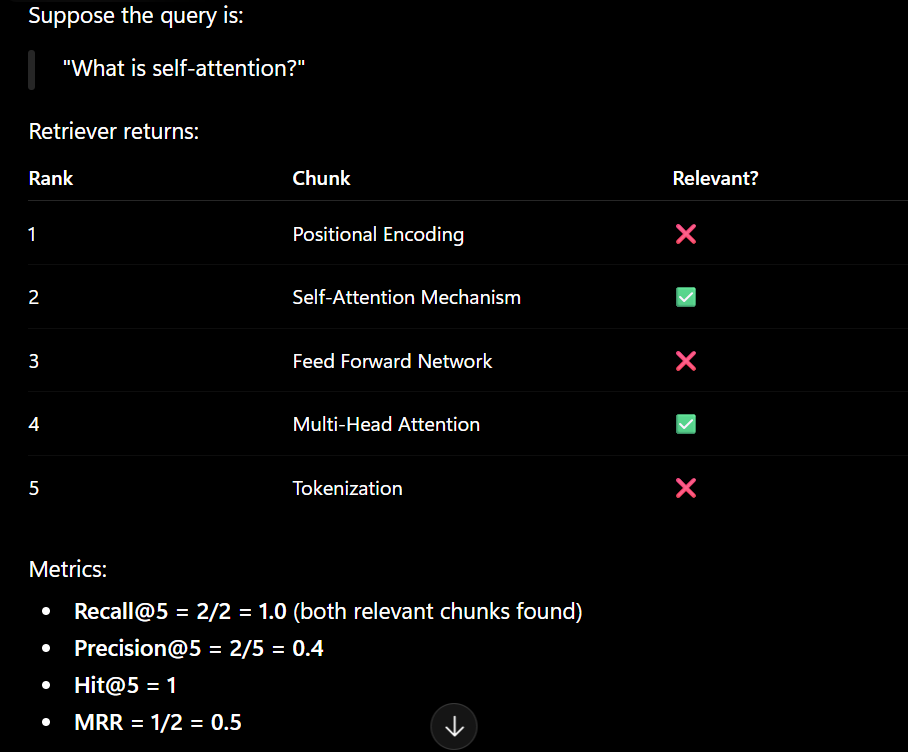 Suppose the query is:
"What is self-attention?"
Retriever returns:
Rank Chunk Relevant?
1 Positional Encoding ❌
2 Self-Attention Mechanism ✅
3 Feed Forward Network ❌
4 Multi-Head Attention ✅
5 Tokenization ❌
Metrics:
• Recall@5 = 2/2 = 1.0 (both relevant chunks found)
• Precision@5 = 2/5 = 0.4
• Hit@5 = 1
• MRR = 1/2 = 0.5